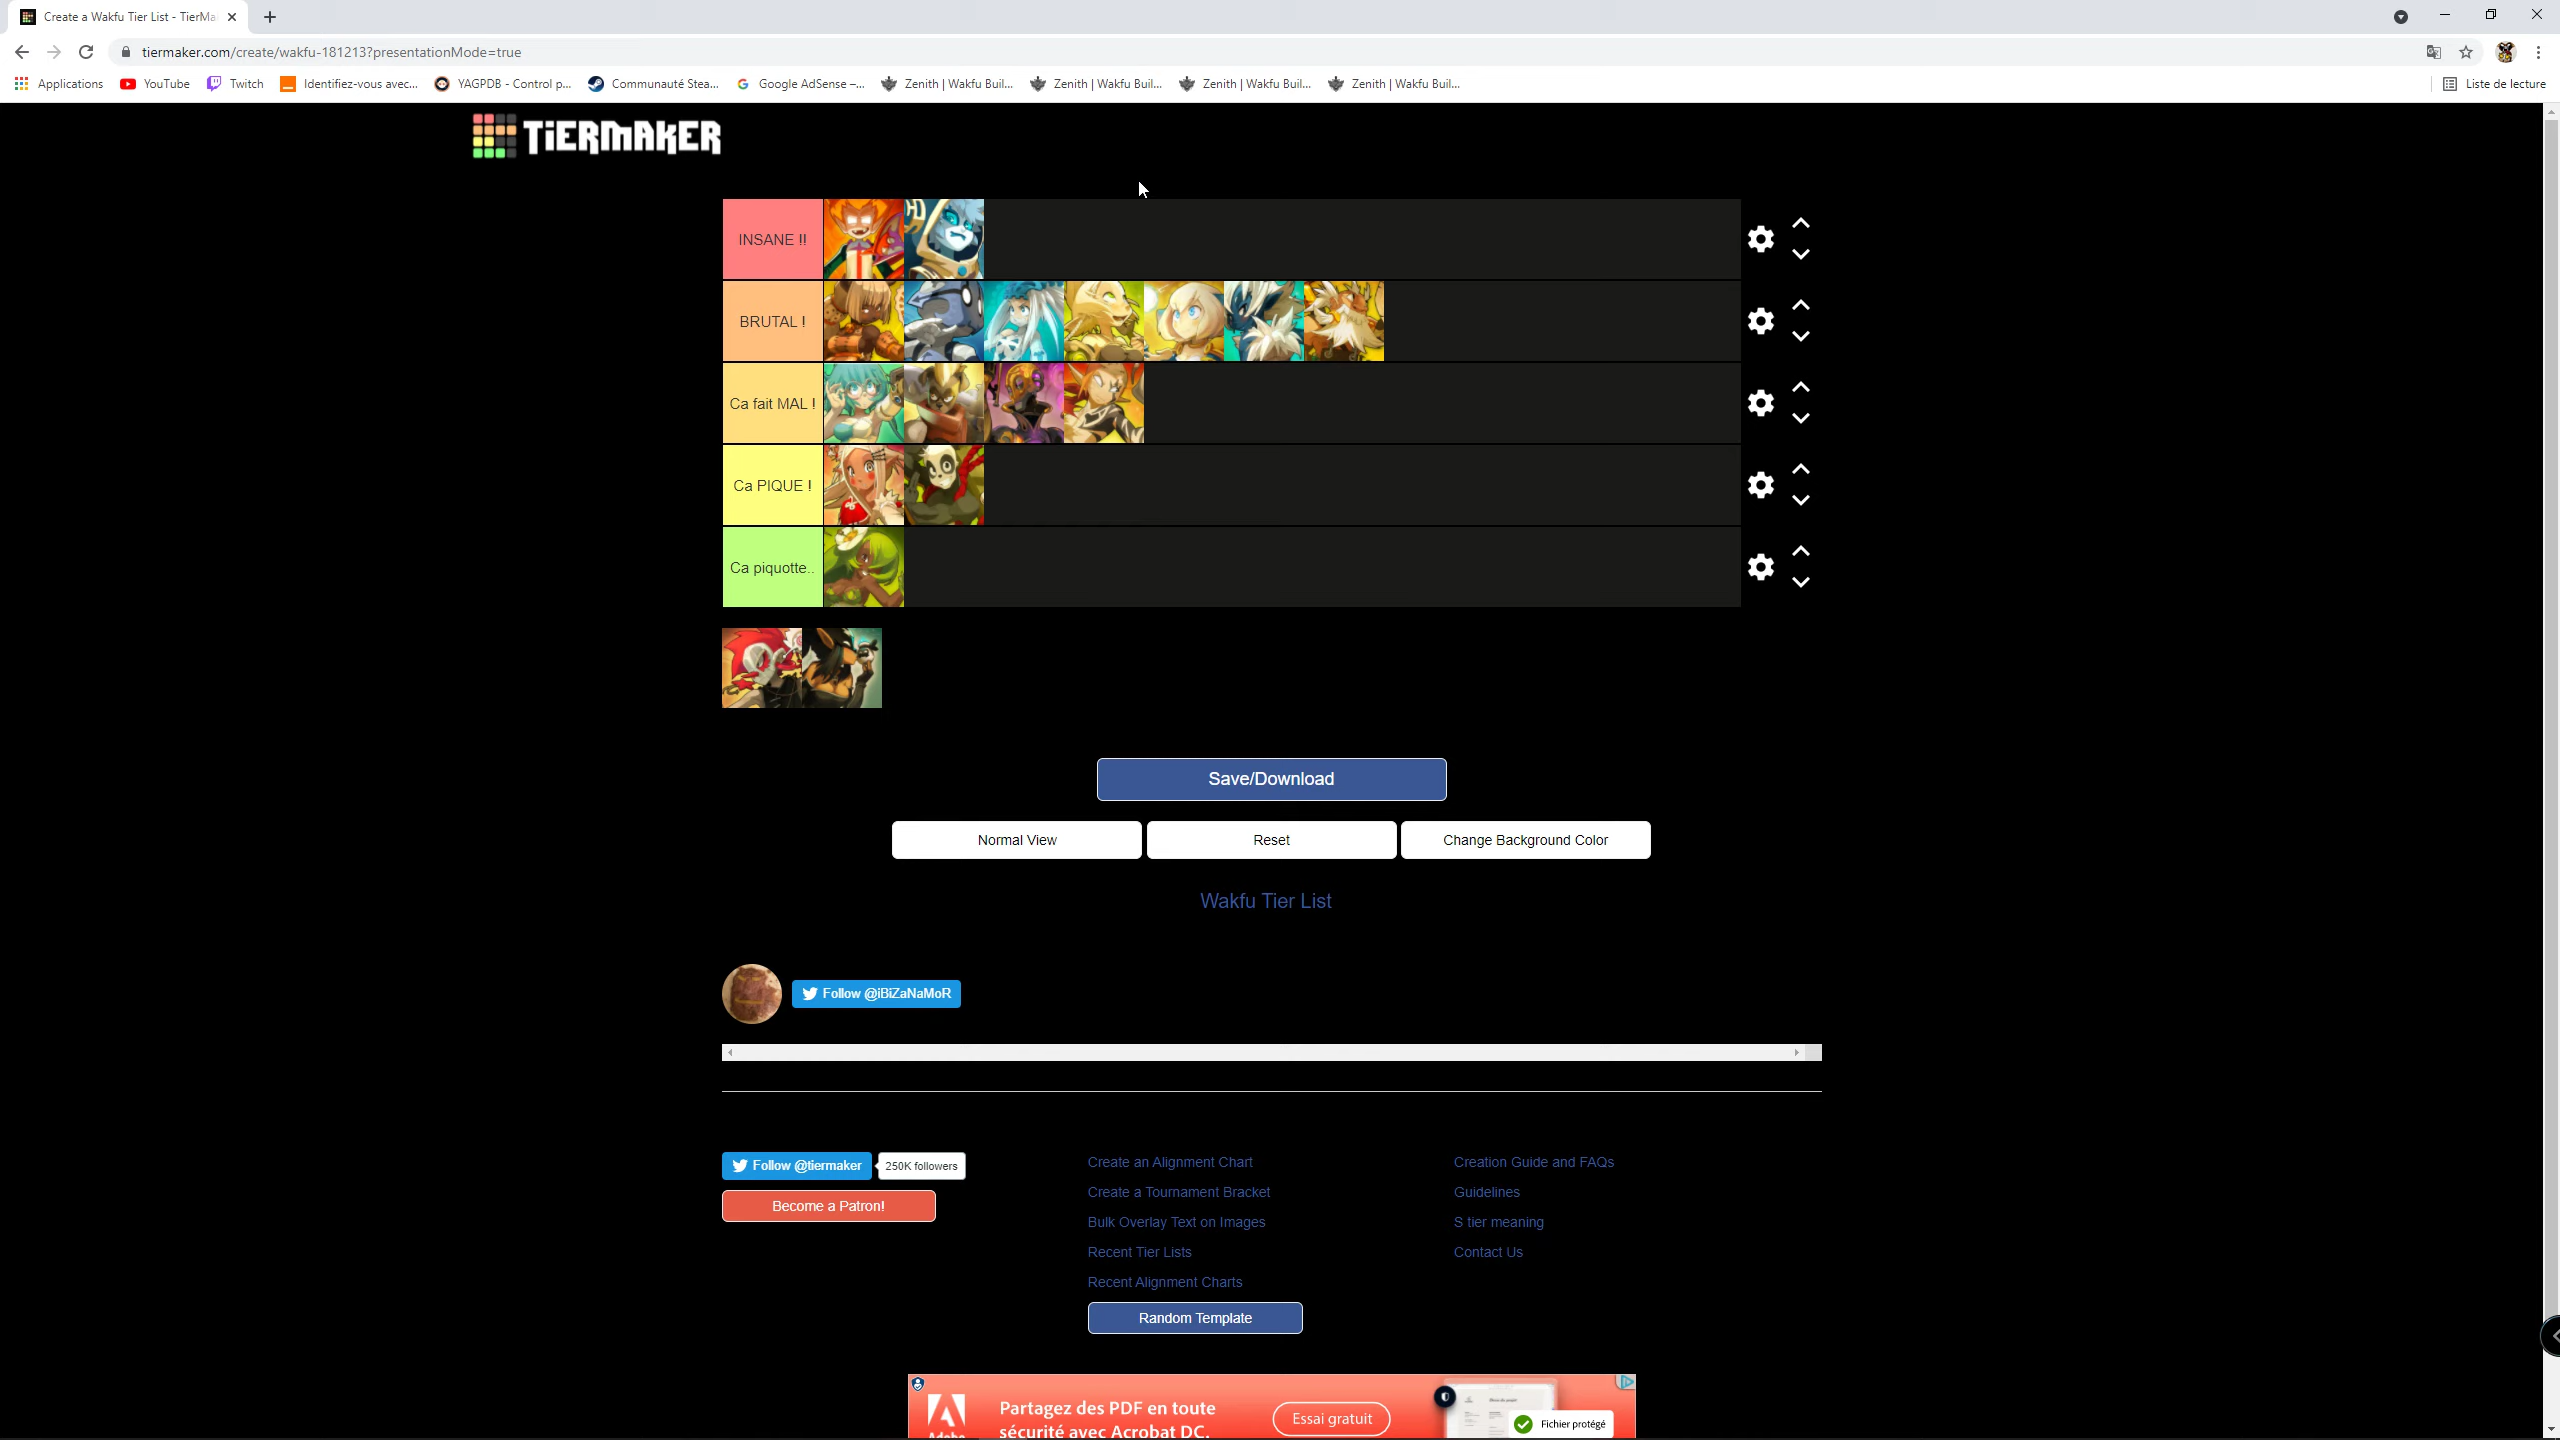 Create a Wakfu Tier List - TierMa
tiermaker.com/create/wakfu-181213?presentationMode=true
Applications YouTube Twitch Identifiez-vous avec... YAGPDB - Control p... Communauté Stea... Google AdSense –... Zenith | Wakfu Buil... Zenith | Wakfu Buil... Zenith | Wakfu Buil... Zenith | Wakfu Buil... Liste de lecture
TiERMAKER
INSANE !!
BRUTAL !
Ca fait MAL !
Ca PIQUE !
Ca piquotte..
Save/Download
Normal View Reset Change Background Color
Wakfu Tier List
Follow @iBiZaNaMoR
Follow @tiermaker 250K followers
Become a Patron!
Create an Alignment Chart
Create a Tournament Bracket
Bulk Overlay Text on Images
Recent Tier Lists
Recent Alignment Charts
Random Template
Creation Guide and FAQs
Guidelines
S tier meaning
Contact Us
Adobe
Partagez des PDF en toute
sécurité avec Acrobat DC.
Essai gratuit
Fichier protégé